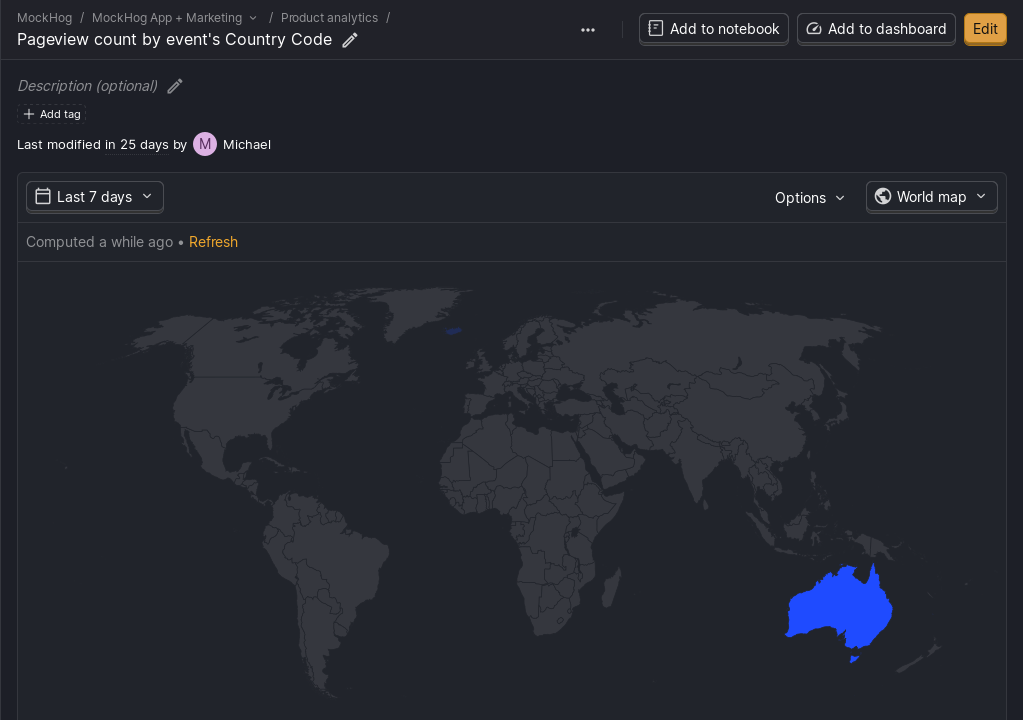 MockHog / MockHog App + Marketing / Product analytics /
Pageview count by event's Country Code
Add to notebook
Add to dashboard
Edit
Description (optional)
Add tag
Last modified in 25 days by M Michael
Last 7 days
Options
World map
Computed a while ago • Refresh